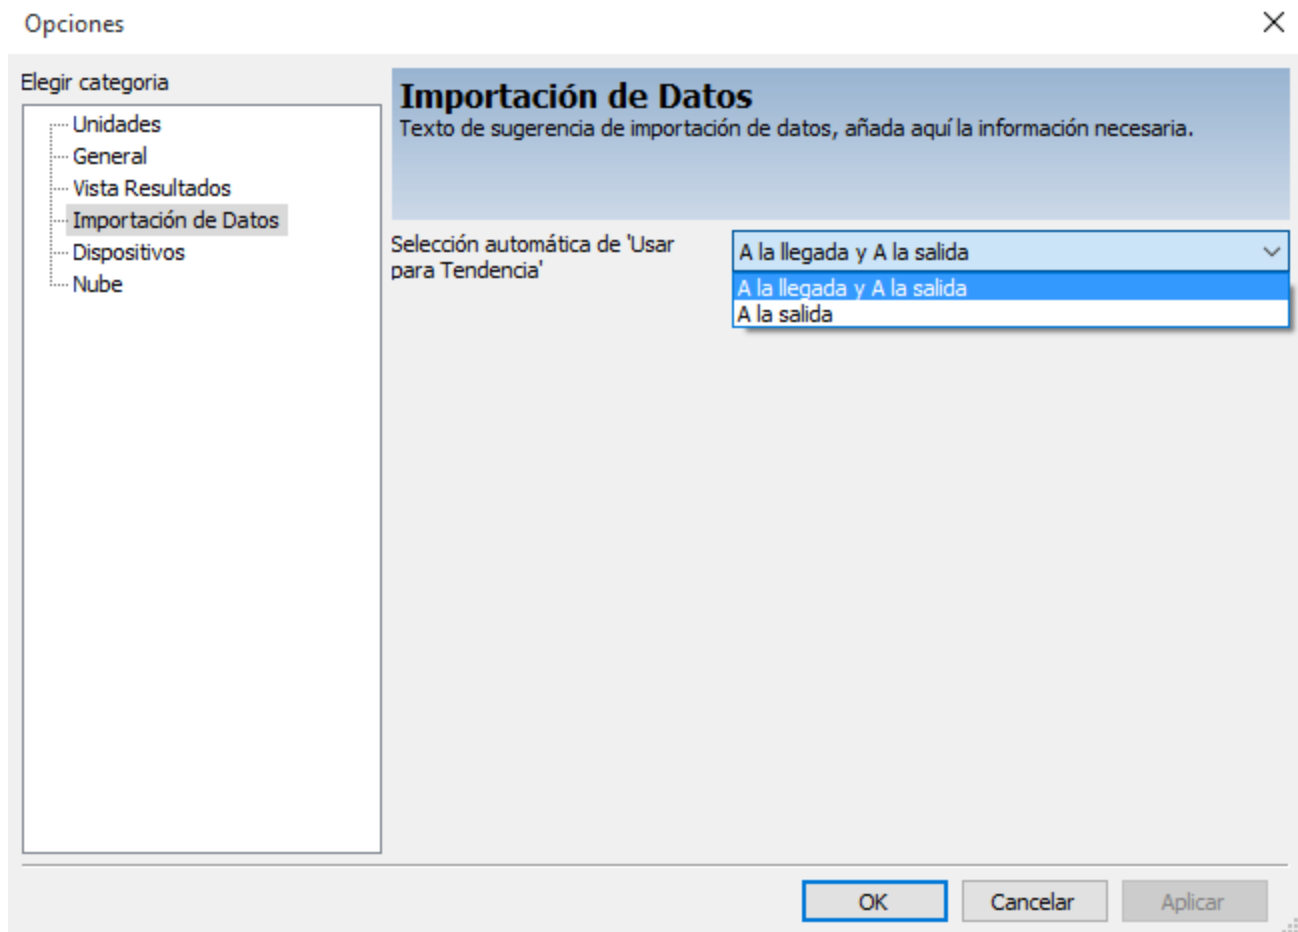 Opciones
Elegir categoria
Unidades
General
Vista Resultados
Importación de Datos
Dispositivos
Nube
Importación de Datos
Texto de sugerencia de importación de datos, añada aquí la información necesaria.
Selección automática de 'Usar
para Tendencia'
A la llegada y A la salida
A la llegada y A la salida
A la salida
OK
Cancelar
Aplicar